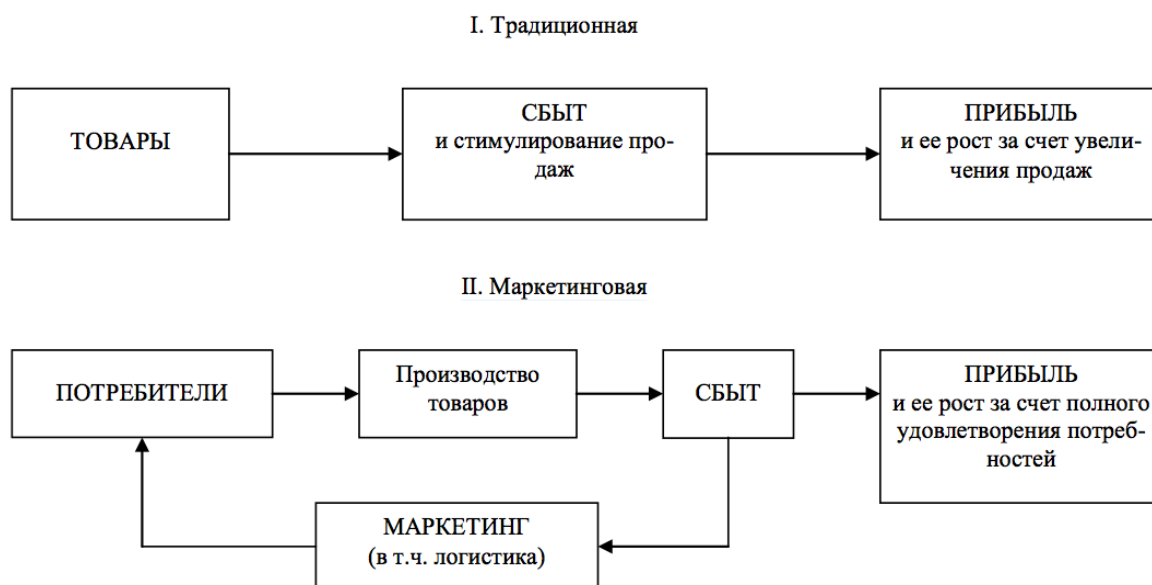 I. Традиционная
ТОВАРЫ
СБЫТ
и стимулирование про-
даж
ПРИБЫЛЬ
и ее рост за счет увели-
чения продаж
II. Маркетинговая
ПОТРЕБИТЕЛИ
Производство
товаров
СБЫТ
ПРИБЫЛЬ
и ее рост за счет полного
удовлетворения потреб-
ностей
МАРКЕТИНГ
(в т.ч. логистика)